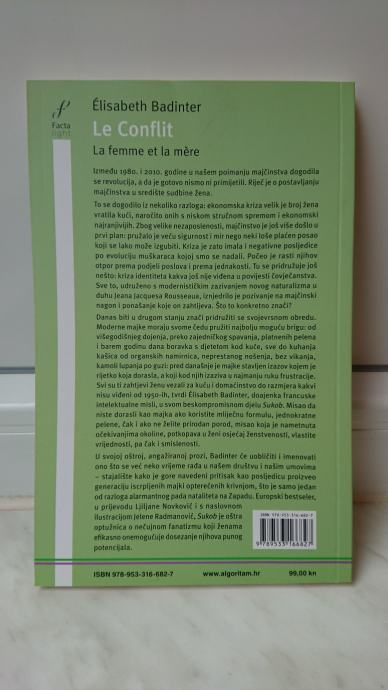 Facta
light
Élisabeth Badinter
Le Conflit
La femme et la mère
Između 1980. i 2010. godine u našem poimanju majčinstva dogodila
se revolucija, a da je gotovo nismo ni primijetili. Riječ je o postavljanju
majčinstva u središte sudbine žena.
To se dogodilo iz nekoliko razloga: ekonomska kriza velik je broj žena
vratila kući, naročito onih s niskom stručnom spremom i ekonomski
najranjivijih. Zbog velike nezaposlenosti, majčinstvo je još više došlo u
prvi plan: pružalo je veću sigurnost i mir nego neki loše plaćen posao
koji se lako može izgubiti. Kriza je zato imala i negativne posljedice
po evoluciju muškaraca kojoj smo se nadali. Počeo je rasti njihov
otpor prema podjeli poslova i prema jednakosti. Tu se pridružuje još
nešto: kriza identiteta kakva još nije viđena u povijesti čovječanstva.
Sve to, udruženo s modernističkim zazivanjem novog naturalizma u
duhu Jeana Jacquesa Rousseaua, iznjedrilo je pozivanje na majčinski
nagon i ponašanje koje on zahtijeva. Što to konkretno znači?
Danas biti u drugom stanju znači pridružiti se svojevrsnom obredu.
Moderne majke moraju svome čedu pružiti najbolju moguću brigu: od
višegodišnjeg dojenja, preko zajedničkog spavanja, platnenih pelena
i barem godinu dana boravka s djetetom kod kuće, sve do kuhanja
kašica od organskih namirnica, neprestanog nošenja, bez vikanja,
kamoli lupanja po guzi: pred današnje je majke stavljen izazov kojem je
rijetko koja dorasla, a koji kod njih izaziva u najmanju ruku frustracije.
Svi su ti zahtjevi ženu vezali za kuću i domaćinstvo do razmjera kakvi
nisu viđeni od 1950-ih, tvrdi Élisabeth Badinter, doajenka francuske
intelektualne misli, u svom beskompromisnom djelu Sukob. Misao da
niste dorasli kao majka ako koristite mliječnu formulu, jednokratne
pelene, čak i ako ne želite prirodan porod, misao koja je nametnuta
očekivanjima okoline, potkopava u ženi osjećaj ženstvenosti, vlastite
vrijednosti, pa čak i smislenosti.
U svojoj oštroj, angažiranoj prozi, Badinter će uobličiti i imenovati
ono što se već neko vrijeme rađa u našem društvu i našim umovima
– stajalište kako je gore navedeni pritisak kao posljedicu proizveo
generaciju iscrpljenih majki opterećenih krivnjom, što je samo jedan
od razloga alarmantnog pada nataliteta na Zapadu. Europski bestseler,
u prijevodu Ljiljane Novković i s naslovnom
ilustracijom Jelene Radmanović, Sukob je oštra
optužnica o nečujnom fanatizmu koji ženama
efikasno onemogućuje dosezanje njihova punog
potencijala.
ISBN 978-953-316-682-7
9 789533 166827
ISBN 978-953-316-682-7 www.algoritam.hr 99,00 kn